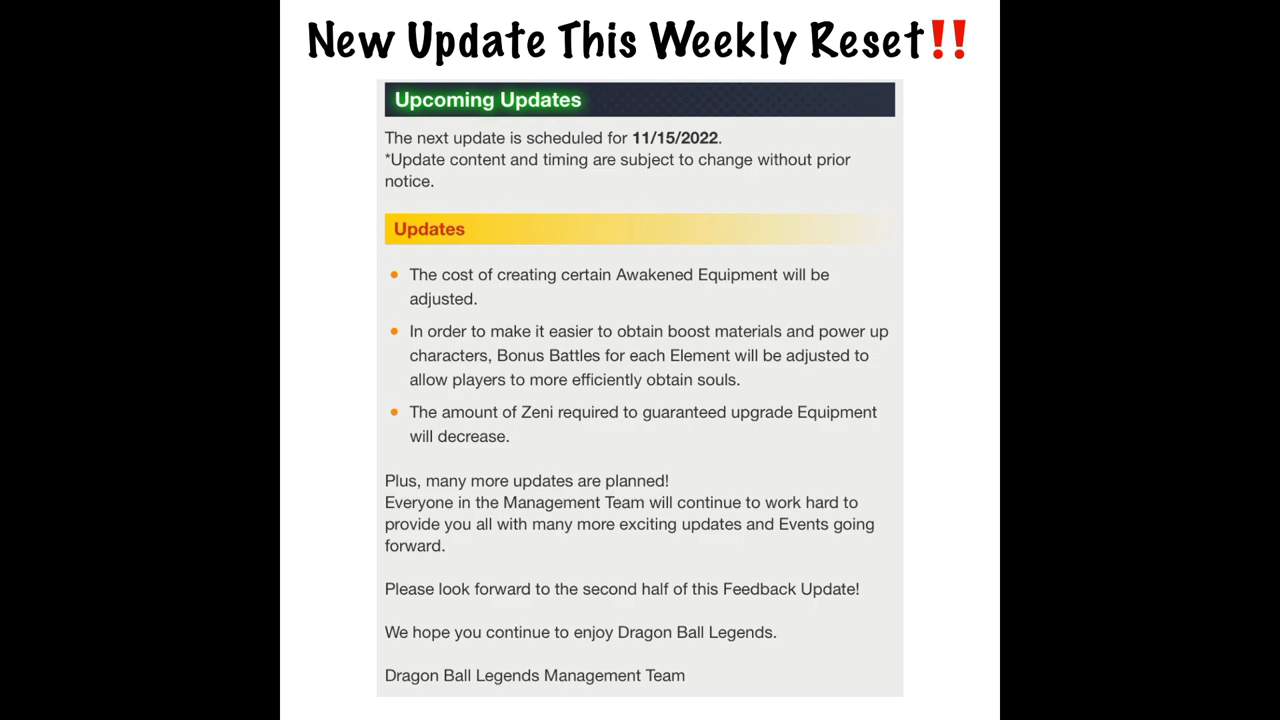 New Update This Weekly Reset‼️
Upcoming Updates
The next update is scheduled for 11/15/2022.
*Update content and timing are subject to change without prior
notice.
Updates
• The cost of creating certain Awakened Equipment will be
adjusted.
• In order to make it easier to obtain boost materials and power up
characters, Bonus Battles for each Element will be adjusted to
allow players to more efficiently obtain souls.
• The amount of Zeni required to guaranteed upgrade Equipment
will decrease.
Plus, many more updates are planned!
Everyone in the Management Team will continue to work hard to
provide you all with many more exciting updates and Events going
forward.
Please look forward to the second half of this Feedback Update!
We hope you continue to enjoy Dragon Ball Legends.
Dragon Ball Legends Management Team